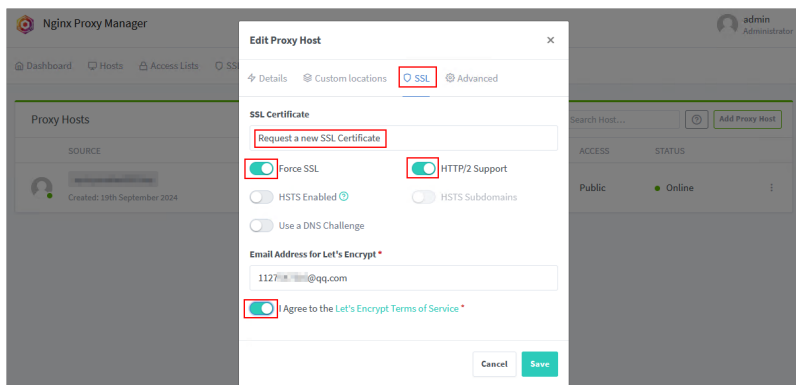 Nginx Proxy Manager
admin
Administrator
Dashboard Hosts Access Lists SS
Edit Proxy Host ×
Details Custom locations SSL Advanced
Proxy Hosts
Search Host...
Add Proxy Host
SOURCE ACCESS STATUS
Created: 19th September 2024
Public Online
SSL Certificate
Request a new SSL Certificate
Force SSL HTTP/2 Support
HSTS Enabled HSTS Subdomains
Use a DNS Challenge
Email Address for Let's Encrypt *
1127 @qq.com
I Agree to the Let's Encrypt Terms of Service *
Cancel Save